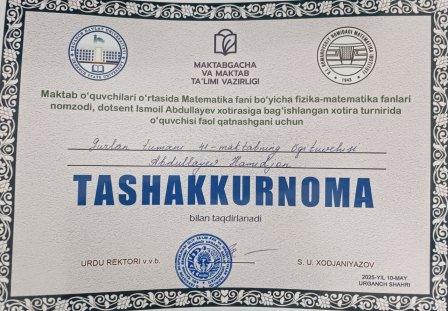 MAKTABGACHA
VA MAKTAB
TA'LIMI VAZIRLIGI
1945
Maktab o'quvchilari o'rtasida Matematika fani bo'yicha fizika-matematika fanlari
nomzodi, dotsent Ismoil Abdullayev xotirasiga bag'ishlangan xotira turnirida
o'quvchisi faol qatnashgani uchun
Gurlan tumani 41-maktabning Ogituvchisi
Abdullayev Hamidjon
TASHAKKURNOMA
bilan taqdirlanadi
URDU REKTORI v.v.b.
S. U. XODJANIYAZOV
2025-YIL 10-MAY
URGANCH SHAHRI